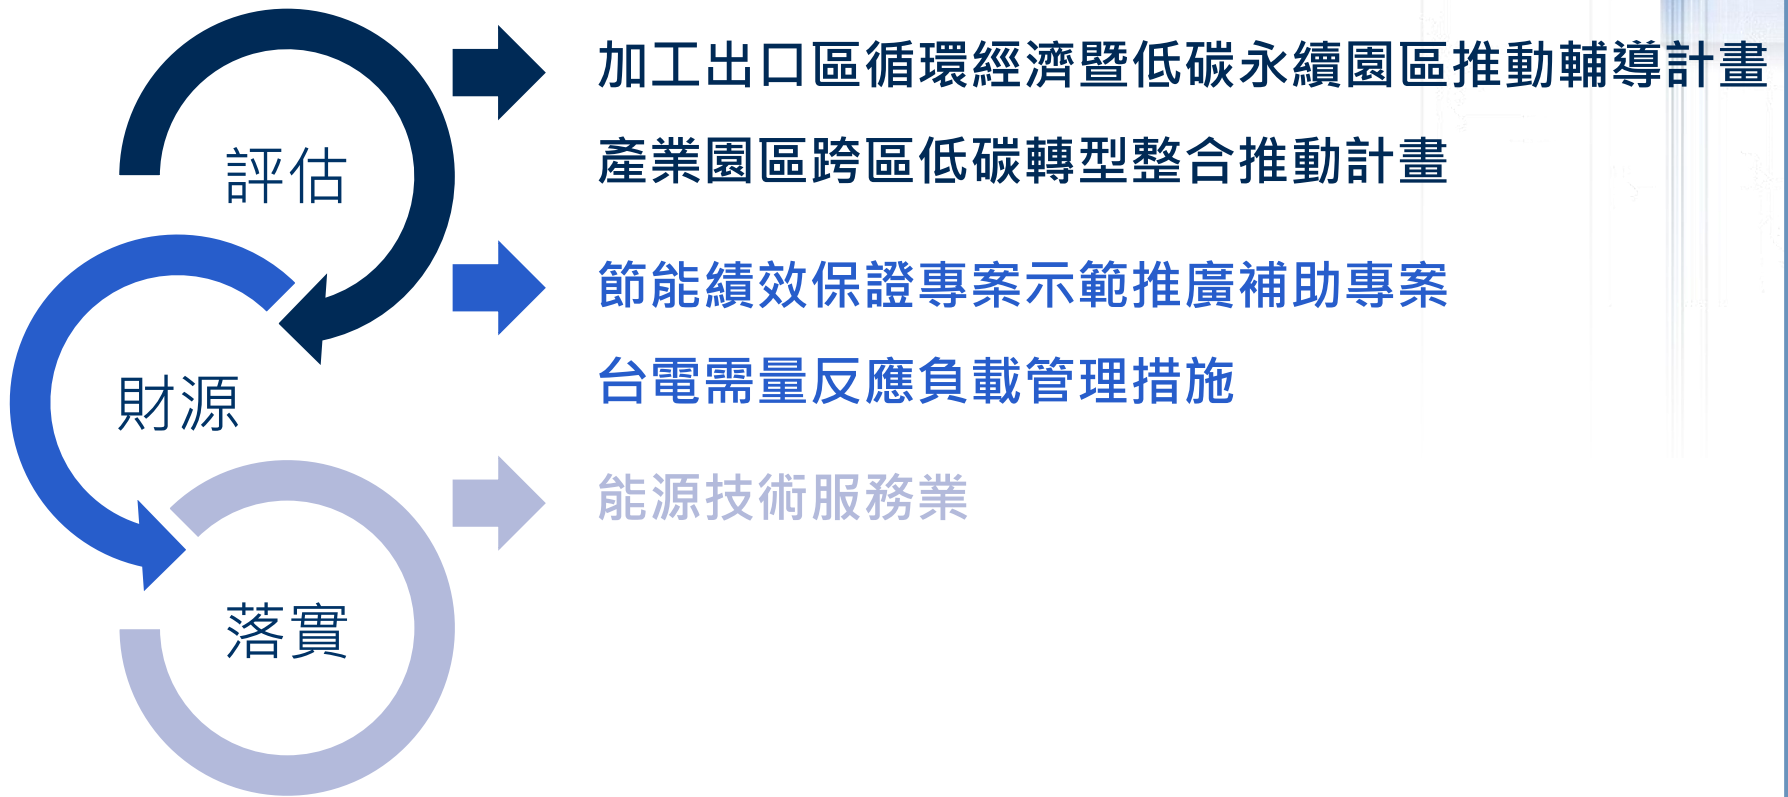 評估
加工出口區循環經濟暨低碳永續園區推動輔導計畫
產業園區跨區低碳轉型整合推動計畫
財源
節能績效保證專案示範推廣補助專案
台電需量反應負載管理措施
落實
能源技術服務業